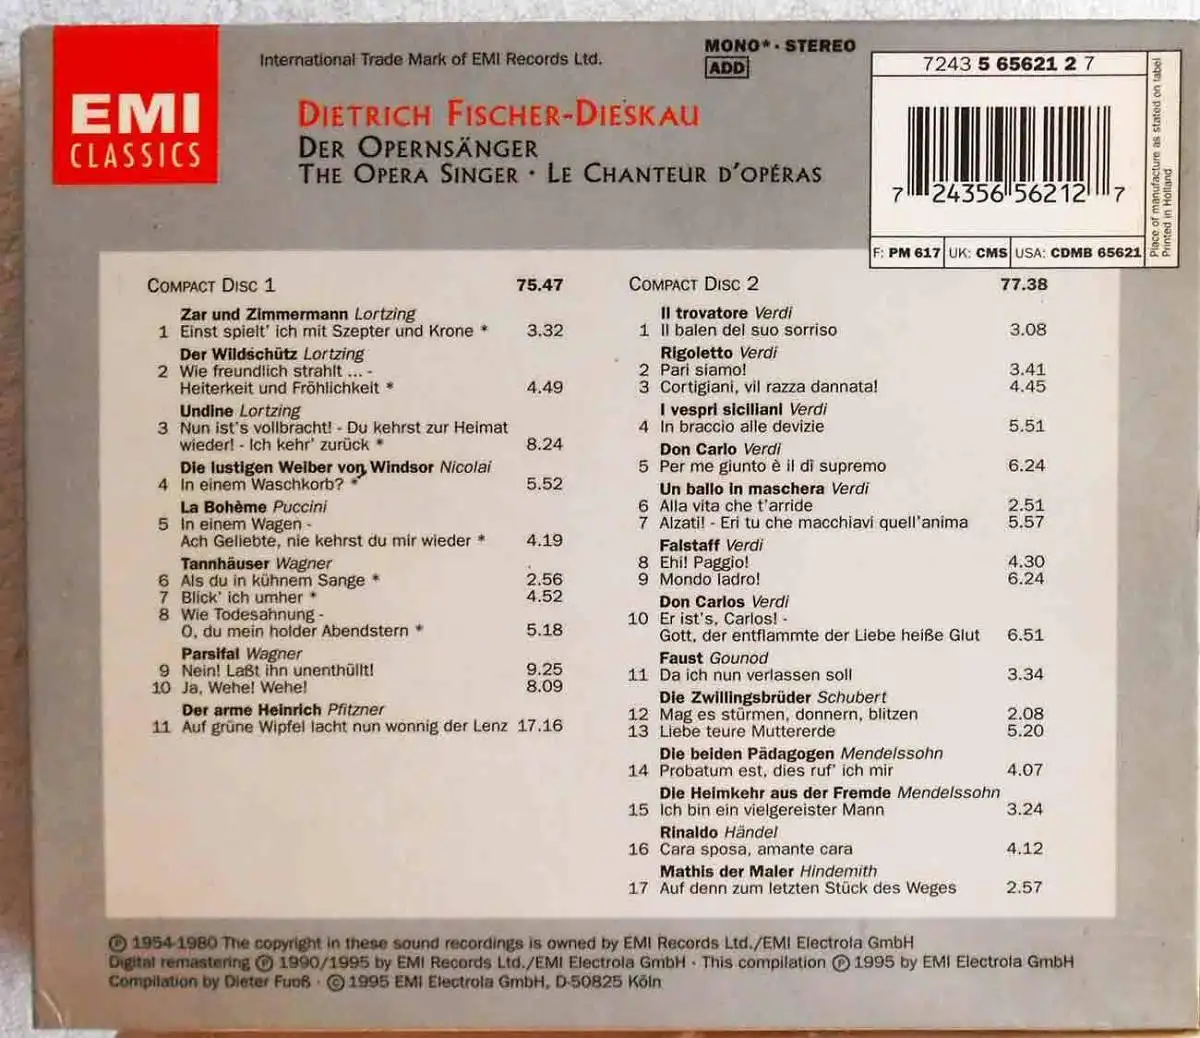 EMI
CLASSICS
International Trade Mark of EMI Records Ltd.
MONO* · STEREO
ADD
DIETRICH FISCHER-DIESKAU
DER OPERNSÄNGER
THE OPERA SINGER · LE CHANTEUR D'OPÉRAS
7243 5 65621 2 7
7 24356 56212 7
F: PM 617 UK: CMS USA: CDMB 65621
Place of manufacture as stated on label
Printed in Holland
COMPACT DISC 1 75.47
Zar und Zimmermann Lortzing
1 Einst spielt' ich mit Szepter und Krone * 3.32
Der Wildschütz Lortzing
2 Wie freundlich strahlt ... -
Heiterkeit und Fröhlichkeit * 4.49
Undine Lortzing
3 Nun ist's vollbracht! - Du kehrst zur Heimat
wieder! - Ich kehr' zurück * 8.24
Die lustigen Weiber von Windsor Nicolai
4 In einem Waschkorb? * 5.52
La Bohème Puccini
5 In einem Wagen -
Ach Geliebte, nie kehrst du mir wieder * 4.19
Tannhäuser Wagner
6 Als du in kühnem Sange * 2.56
7 Blick' ich umher * 4.52
8 Wie Todesahnung -
O, du mein holder Abendstern * 5.18
Parsifal Wagner
9 Nein! Laßt ihn unenthüllt! 9.25
10 Ja, Wehe! Wehe! 8.09
Der arme Heinrich Pfitzner
11 Auf grüne Wipfel lacht nun wonnig der Lenz 17.16
COMPACT DISC 2 77.38
Il trovatore Verdi
1 Il balen del suo sorriso 3.08
Rigoletto Verdi
2 Pari siamo! 3.41
3 Cortigiani, vil razza dannata! 4.45
I vespri siciliani Verdi
4 In braccio alle devizie 5.51
Don Carlo Verdi
5 Per me giunto è il dì supremo 6.24
Un ballo in maschera Verdi
6 Alla vita che t'arride 2.51
7 Alzati! - Eri tu che macchiavi quell'anima 5.57
Falstaff Verdi
8 Ehi! Paggio! 4.30
9 Mondo ladro! 6.24
Don Carlos Verdi
10 Er ist's, Carlos! -
Gott, der entflammte der Liebe heiße Glut 6.51
Faust Gounod
11 Da ich nun verlassen soll 3.34
Die Zwillingsbrüder Schubert
12 Mag es stürmen, donnern, blitzen 2.08
13 Liebe teure Muttererde 5.20
Die beiden Pädagogen Mendelssohn
14 Probatum est, dies ruf' ich mir 4.07
Die Heimkehr aus der Fremde Mendelssohn
15 Ich bin ein vielgereister Mann 3.24
Rinaldo Händel
16 Cara sposa, amante cara 4.12
Mathis der Maler Hindemith
17 Auf denn zum letzten Stück des Weges 2.57
℗ 1954-1980 The copyright in these sound recordings is owned by EMI Records Ltd./EMI Electrola GmbH
Digital remastering ℗ 1990/1995 by EMI Records Ltd./EMI Electrola GmbH · This compilation ℗ 1995 by EMI Electrola GmbH
Compilation by Dieter Fuoß · © 1995 EMI Electrola GmbH, D-50825 Köln